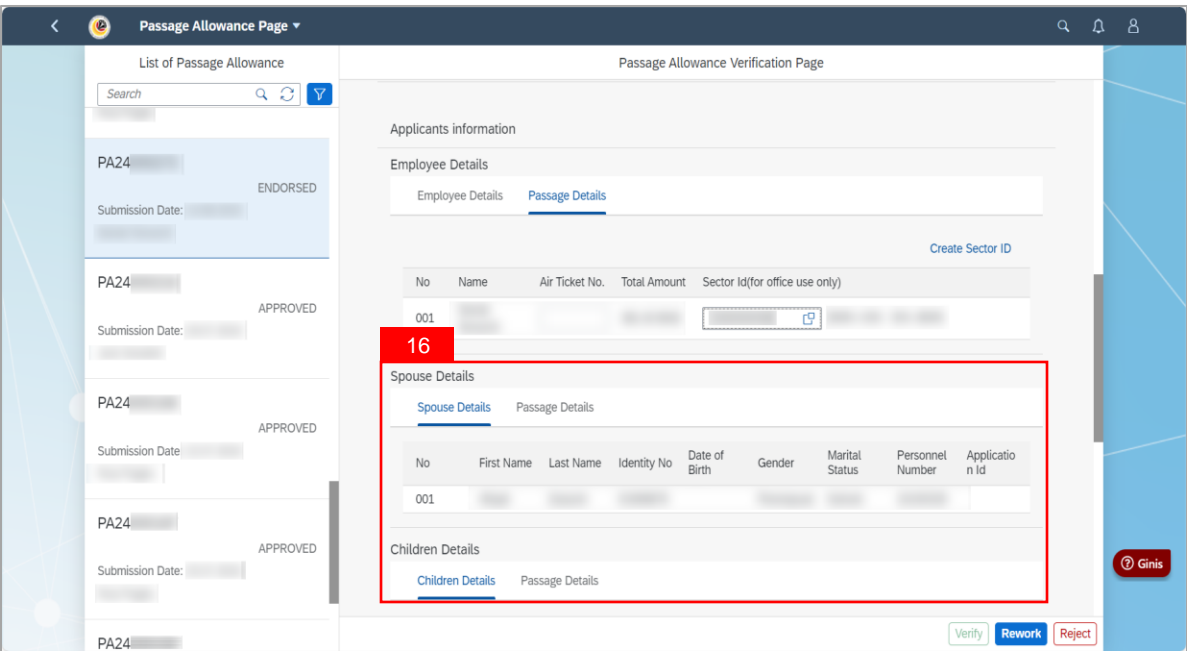 Passage Allowance Page
List of Passage Allowance
Search
PA24
ENDORSED
Submission Date:
PA24
APPROVED
Submission Date:
PA24
APPROVED
Submission Date
PA24
APPROVED
Submission Date:
PA24
Passage Allowance Verification Page
Applicants information
Employee Details
Employee Details Passage Details
Create Sector ID
No Name Air Ticket No. Total Amount Sector Id(for office use only)
001
16
Spouse Details
Spouse Details Passage Details
No First Name Last Name Identity No Date of Birth Gender Marital Status Personnel Number Applicatio n Id
001
Children Details
Children Details Passage Details
Ginis
Verify Rework Reject